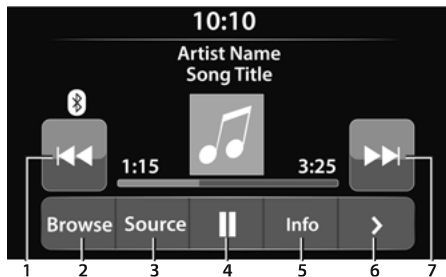 10:10
Artist Name
Song Title
1:15 3:25
Browse Source Info
1 2 3 4 5 6 7